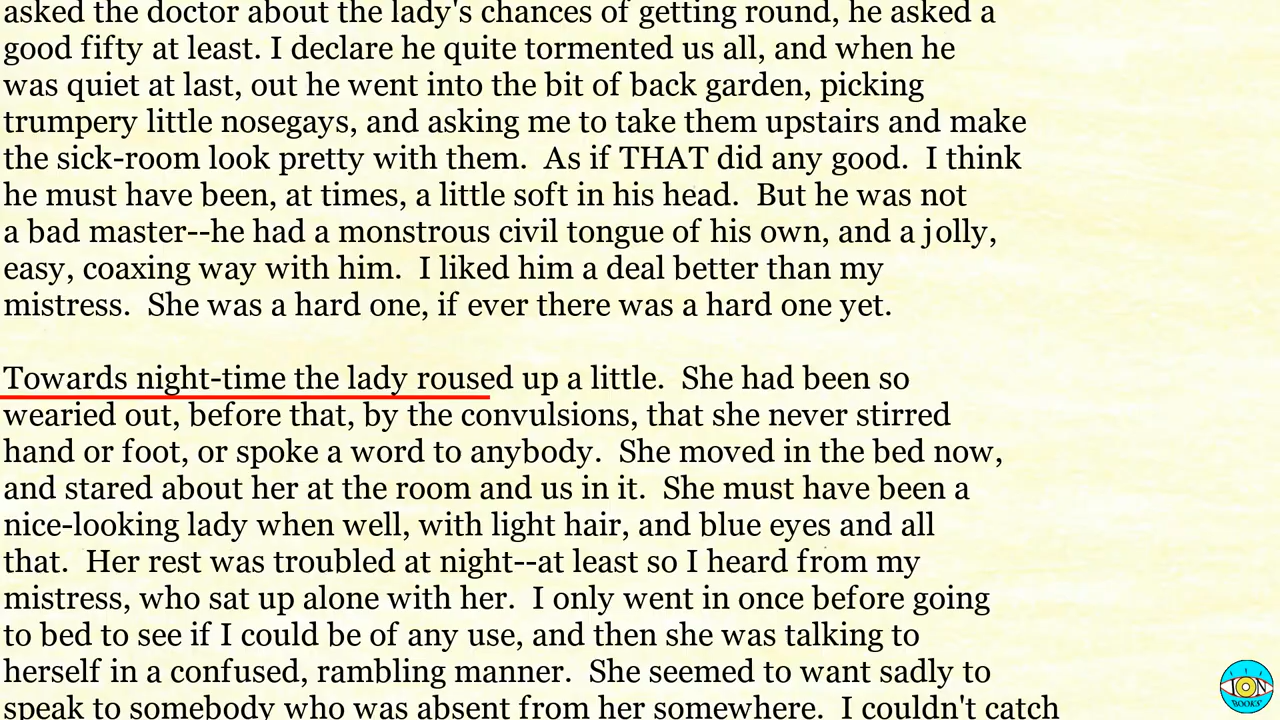 asked the doctor about the lady's chances of getting round, he asked a
good fifty at least. I declare he quite tormented us all, and when he
was quiet at last, out he went into the bit of back garden, picking
trumpery little nosegays, and asking me to take them upstairs and make
the sick-room look pretty with them.  As if THAT did any good.  I think
he must have been, at times, a little soft in his head.  But he was not
a bad master--he had a monstrous civil tongue of his own, and a jolly,
easy, coaxing way with him.  I liked him a deal better than my
mistress.  She was a hard one, if ever there was a hard one yet.
Towards night-time the lady roused up a little.  She had been so
wearied out, before that, by the convulsions, that she never stirred
hand or foot, or spoke a word to anybody.  She moved in the bed now,
and stared about her at the room and us in it.  She must have been a
nice-looking lady when well, with light hair, and blue eyes and all
that.  Her rest was troubled at night--at least so I heard from my
mistress, who sat up alone with her.  I only went in once before going
to bed to see if I could be of any use, and then she was talking to
herself in a confused, rambling manner.  She seemed to want sadly to
speak to somebody who was absent from her somewhere.  I couldn't catch
ION
BOOKS